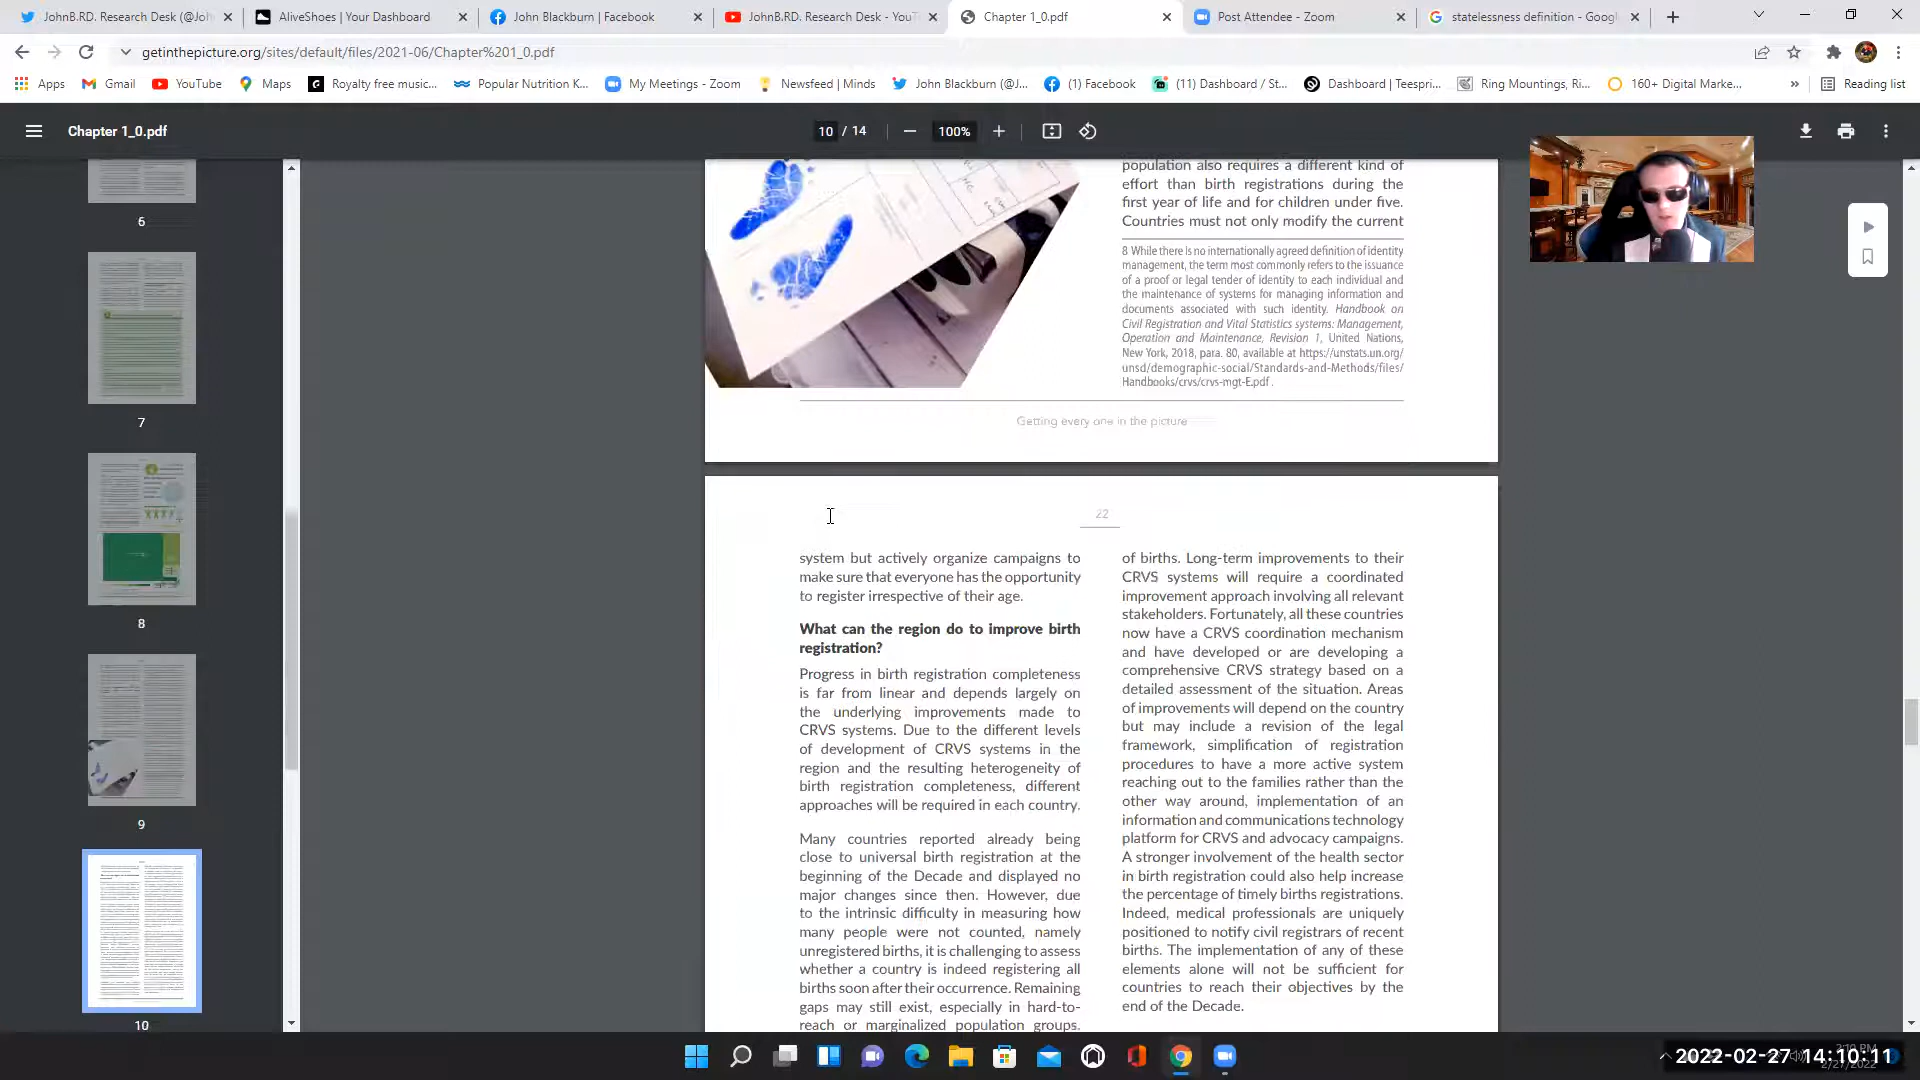 JohnB.RD. Research Desk (@Joh
AliveShoes | Your Dashboard
John Blackburn | Facebook
JohnB.RD. Research Desk - YouT
Chapter 1_0.pdf
Post Attendee - Zoom
statelessness definition - Googl
getinthepicture.org/sites/default/files/2021-06/Chapter%201_0.pdf
Apps
Gmail
YouTube
Maps
Royalty free music...
Popular Nutrition K...
My Meetings - Zoom
Newsfeed | Minds
John Blackburn (@J...
(1) Facebook
(11) Dashboard / St...
Dashboard | Teespri...
Ring Mountings, Ri...
160+ Digital Marke...
»
Reading list
Chapter 1_0.pdf
10 / 14
100%
6
7
8
9
10
population also requires a different kind of
effort than birth registrations during the
first year of life and for children under five.
Countries must not only modify the current
8 While there is no internationally agreed definition of identity
management, the term most commonly refers to the issuance
of a proof or legal tender of identity to each individual and
the maintenance of systems for managing information and
documents associated with such identity. Handbook on
Civil Registration and Vital Statistics systems: Management,
Operation and Maintenance, Revision 1, United Nations,
New York, 2018, para. 80, available at https://unstats.un.org/
unsd/demographic-social/Standards-and-Methods/files/
Handbooks/crvs/crvs-mgt-E.pdf .
Getting every one in the picture
22
system but actively organize campaigns to
make sure that everyone has the opportunity
to register irrespective of their age.
What can the region do to improve birth
registration?
Progress in birth registration completeness
is far from linear and depends largely on
the underlying improvements made to
CRVS systems. Due to the different levels
of development of CRVS systems in the
region and the resulting heterogeneity of
birth registration completeness, different
approaches will be required in each country.
Many countries reported already being
close to universal birth registration at the
beginning of the Decade and displayed no
major changes since then. However, due
to the intrinsic difficulty in measuring how
many people were not counted, namely
unregistered births, it is challenging to assess
whether a country is indeed registering all
births soon after their occurrence. Remaining
gaps may still exist, especially in hard-to-
reach or marginalized population groups.
of births. Long-term improvements to their
CRVS systems will require a coordinated
improvement approach involving all relevant
stakeholders. Fortunately, all these countries
now have a CRVS coordination mechanism
and have developed or are developing a
comprehensive CRVS strategy based on a
detailed assessment of the situation. Areas
of improvements will depend on the country
but may include a revision of the legal
framework, simplification of registration
procedures to have a more active system
reaching out to the families rather than the
other way around, implementation of an
information and communications technology
platform for CRVS and advocacy campaigns.
A stronger involvement of the health sector
in birth registration could also help increase
the percentage of timely births registrations.
Indeed, medical professionals are uniquely
positioned to notify civil registrars of recent
births. The implementation of any of these
elements alone will not be sufficient for
countries to reach their objectives by the
end of the Decade.
2022-02-27 14:10:11